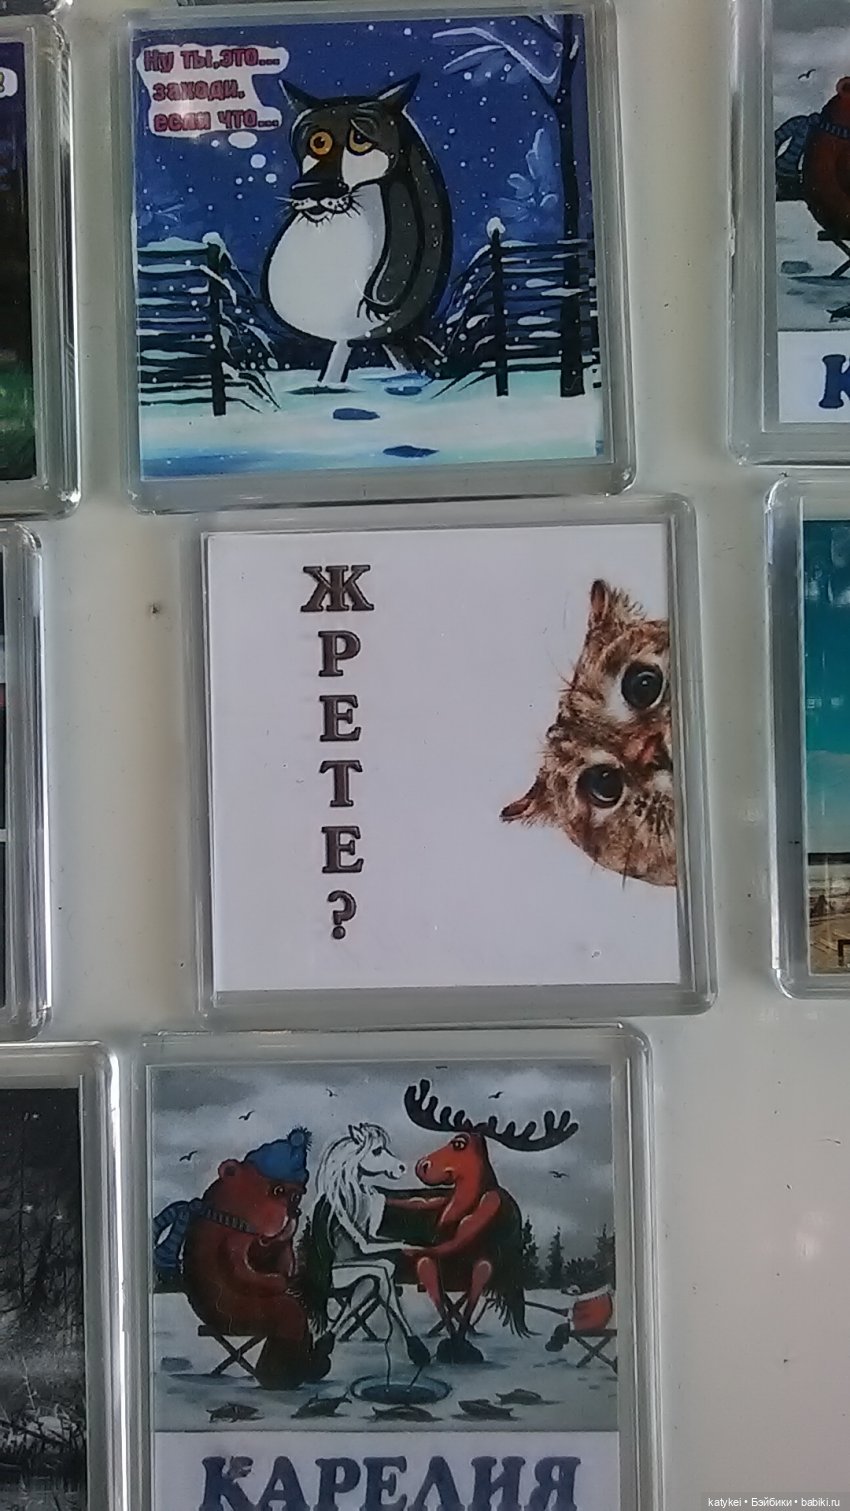 Ну ты,это...
заходи,
если что...
Ж
Р
Е
Т
Е
?
КАРЕЛИЯ
katykei • Бэйбики • babiki.ru